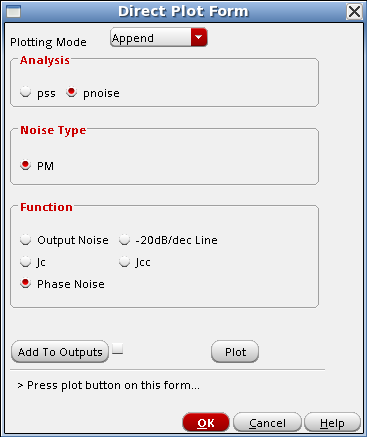 Direct Plot Form
Plotting Mode Append
Analysis
pss pnoise
Noise Type
PM
Function
Output Noise -20dB/dec Line
Jc Jcc
Phase Noise
Add To Outputs Plot
> Press plot button on this form...
OK Cancel Help